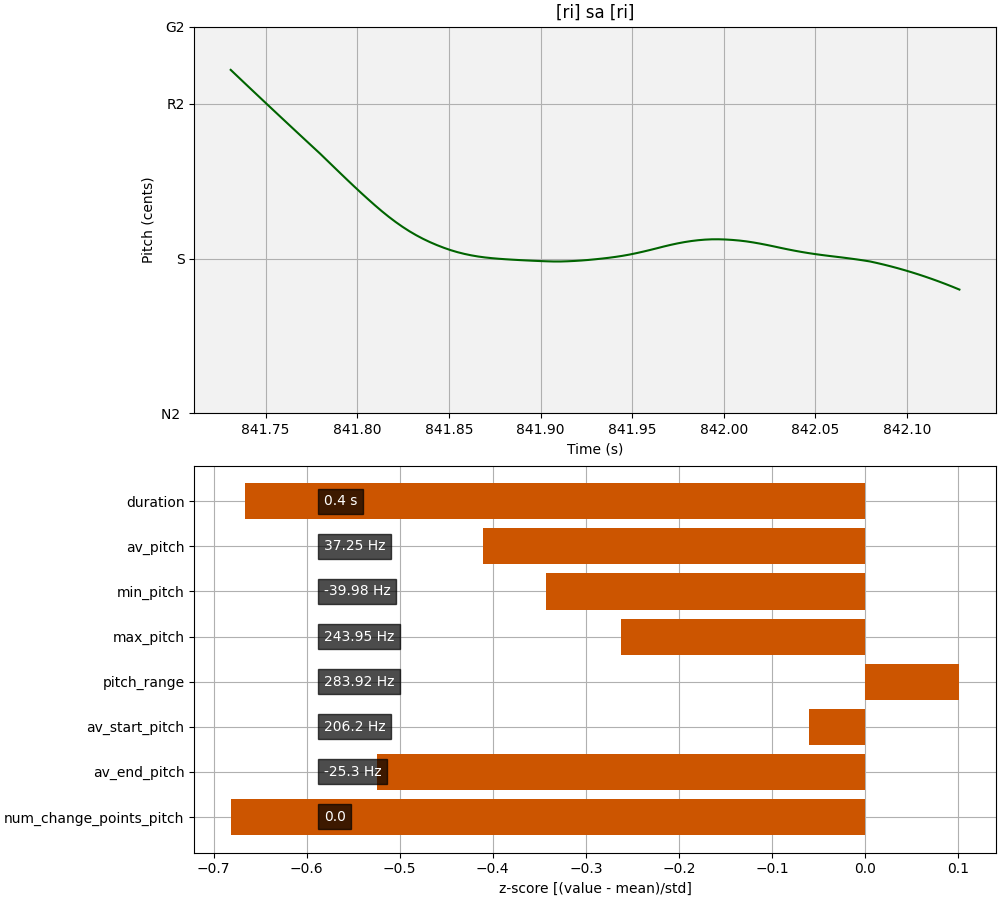 [ri] sa [ri]
G2
R2
S
N2
Pitch (cents)
841.75 841.80 841.85 841.90 841.95 842.00 842.05 842.10
Time (s)
duration 0.4 s
av_pitch 37.25 Hz
min_pitch -39.98 Hz
max_pitch 243.95 Hz
pitch_range 283.92 Hz
av_start_pitch 206.2 Hz
av_end_pitch -25.3 Hz
num_change_points_pitch 0.0
−0.7 −0.6 −0.5 −0.4 −0.3 −0.2 −0.1 0.0 0.1
z-score [(value - mean)/std]